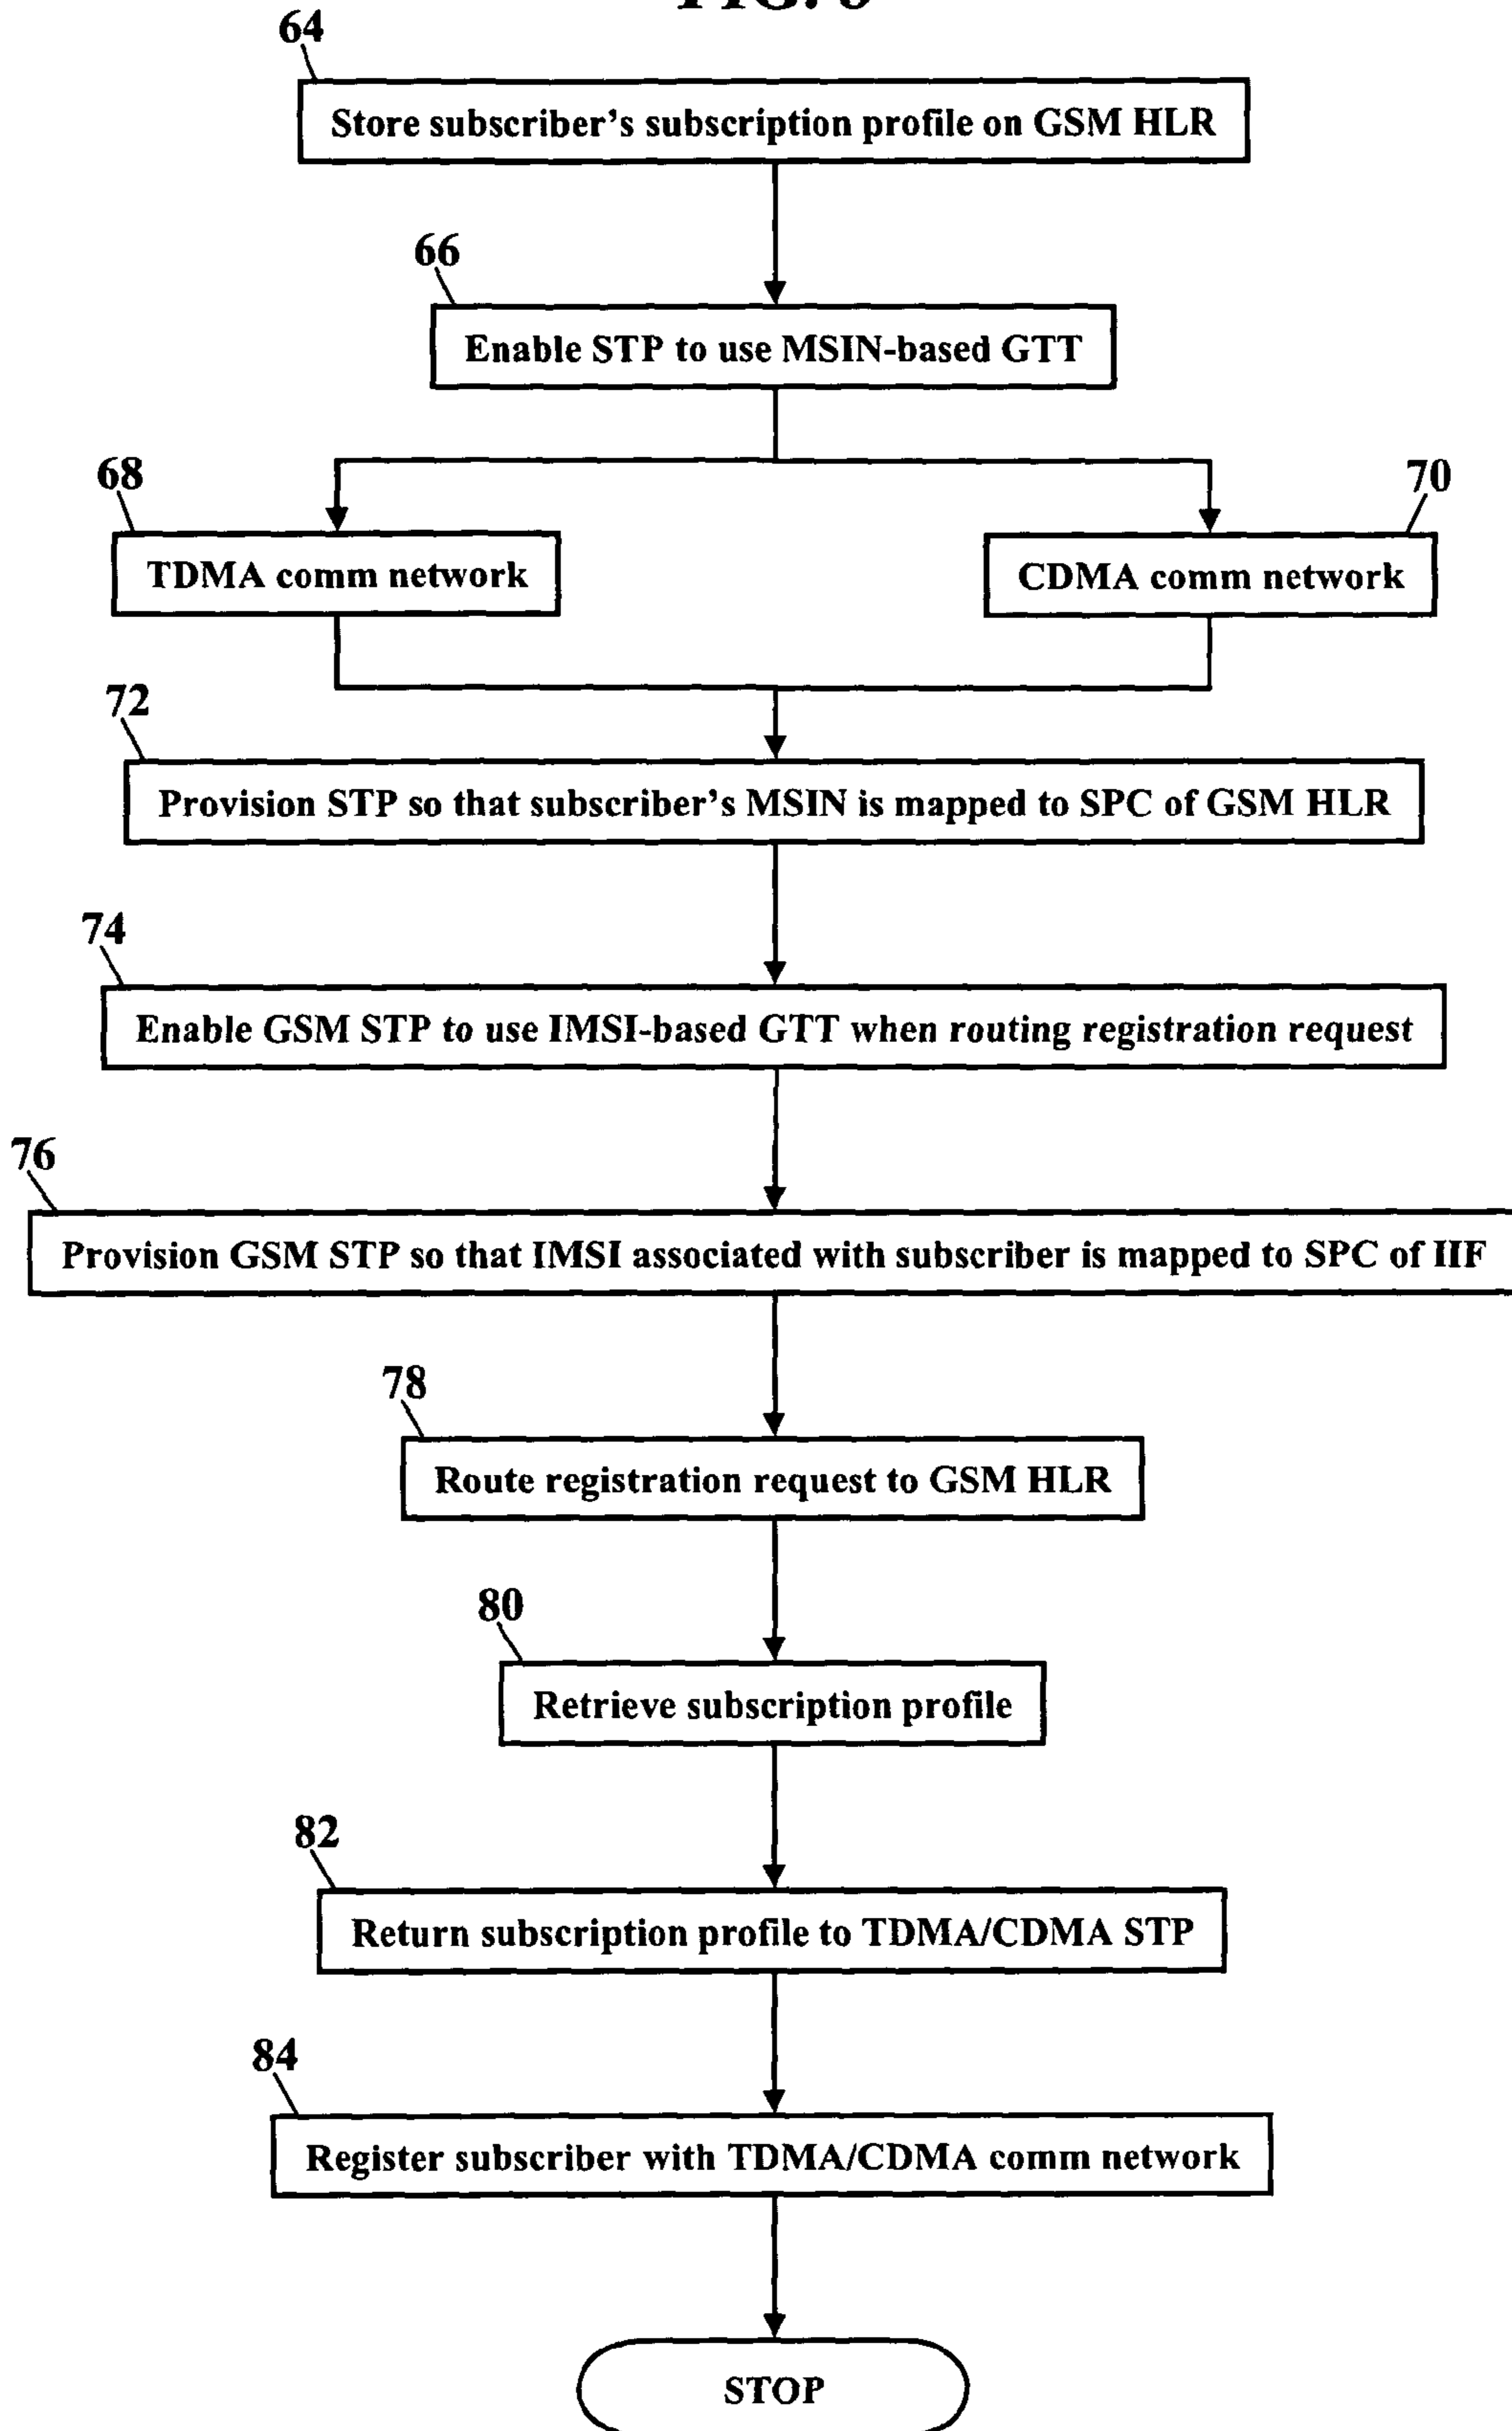 64
Store subscriber's subscription profile on GSM HLR
66
Enable STP to use MSIN-based GTT
68
70
TDMA comm network
CDMA comm network
72
Provision STP so that subscriber's MSIN is mapped to SPC of GSM HLR
74
Enable GSM STP to use IMSI-based GTT when routing registration request
76
Provision GSM STP so that IMSI associated with subscriber is mapped to SPC of IIF
78
Route registration request to GSM HLR
80
Retrieve subscription profile
82
Return subscription profile to TDMA/CDMA STP
84
Register subscriber with TDMA/CDMA comm network
STOP